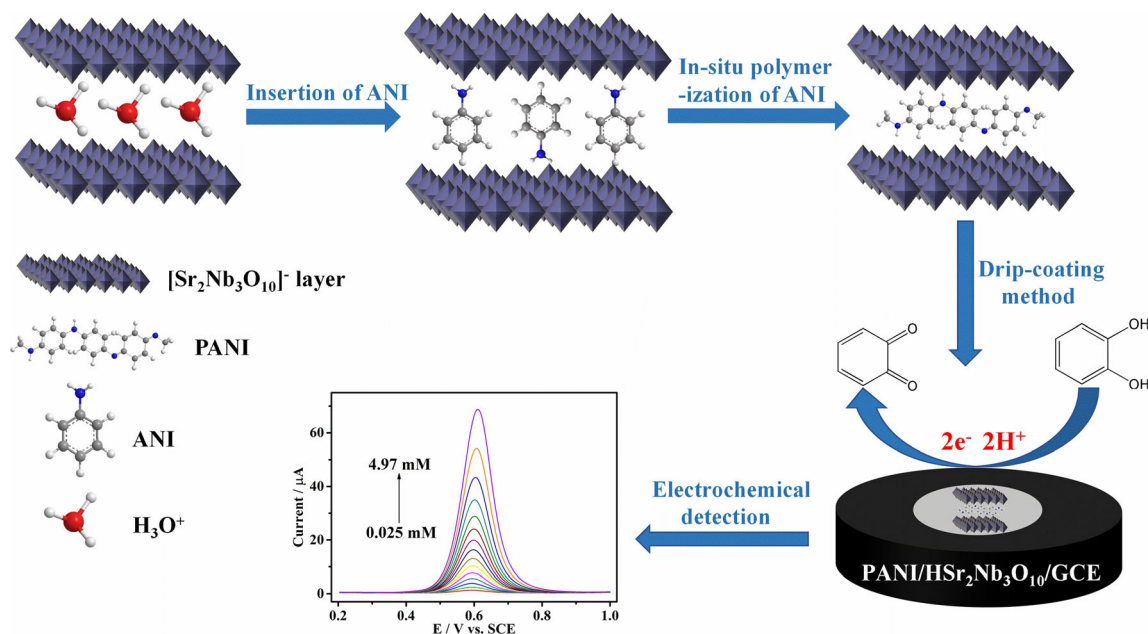 Insertion of ANI
In-situ polymer
-ization of ANI
[Sr₂Nb₃O₁₀]⁻ layer
PANI
ANI
H₃O⁺
Drip-coating
method
O
O
OH
OH
2e⁻ 2H⁺
PANI/HSr₂Nb₃O₁₀/GCE
Electrochemical
detection
60
40
20
0
Current / μA
4.97 mM
0.025 mM
0.2 0.4 0.6 0.8 1.0
E / V vs. SCE